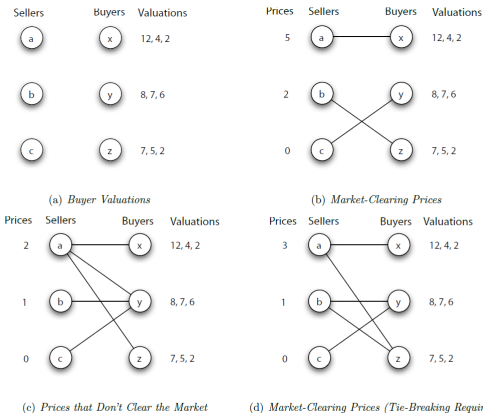 Sellers Buyers Valuations
a x 12, 4, 2
b y 8, 7, 6
c z 7, 5, 2
(a) Buyer Valuations
Prices Sellers Buyers Valuations
5 a x 12, 4, 2
2 b y 8, 7, 6
0 c z 7, 5, 2
(b) Market-Clearing Prices
Prices Sellers Buyers Valuations
2 a x 12, 4, 2
1 b y 8, 7, 6
0 c z 7, 5, 2
(c) Prices that Don't Clear the Market
Prices Sellers Buyers Valuations
3 a x 12, 4, 2
1 b y 8, 7, 6
0 c z 7, 5, 2
(d) Market-Clearing Prices (Tie-Breaking Requir